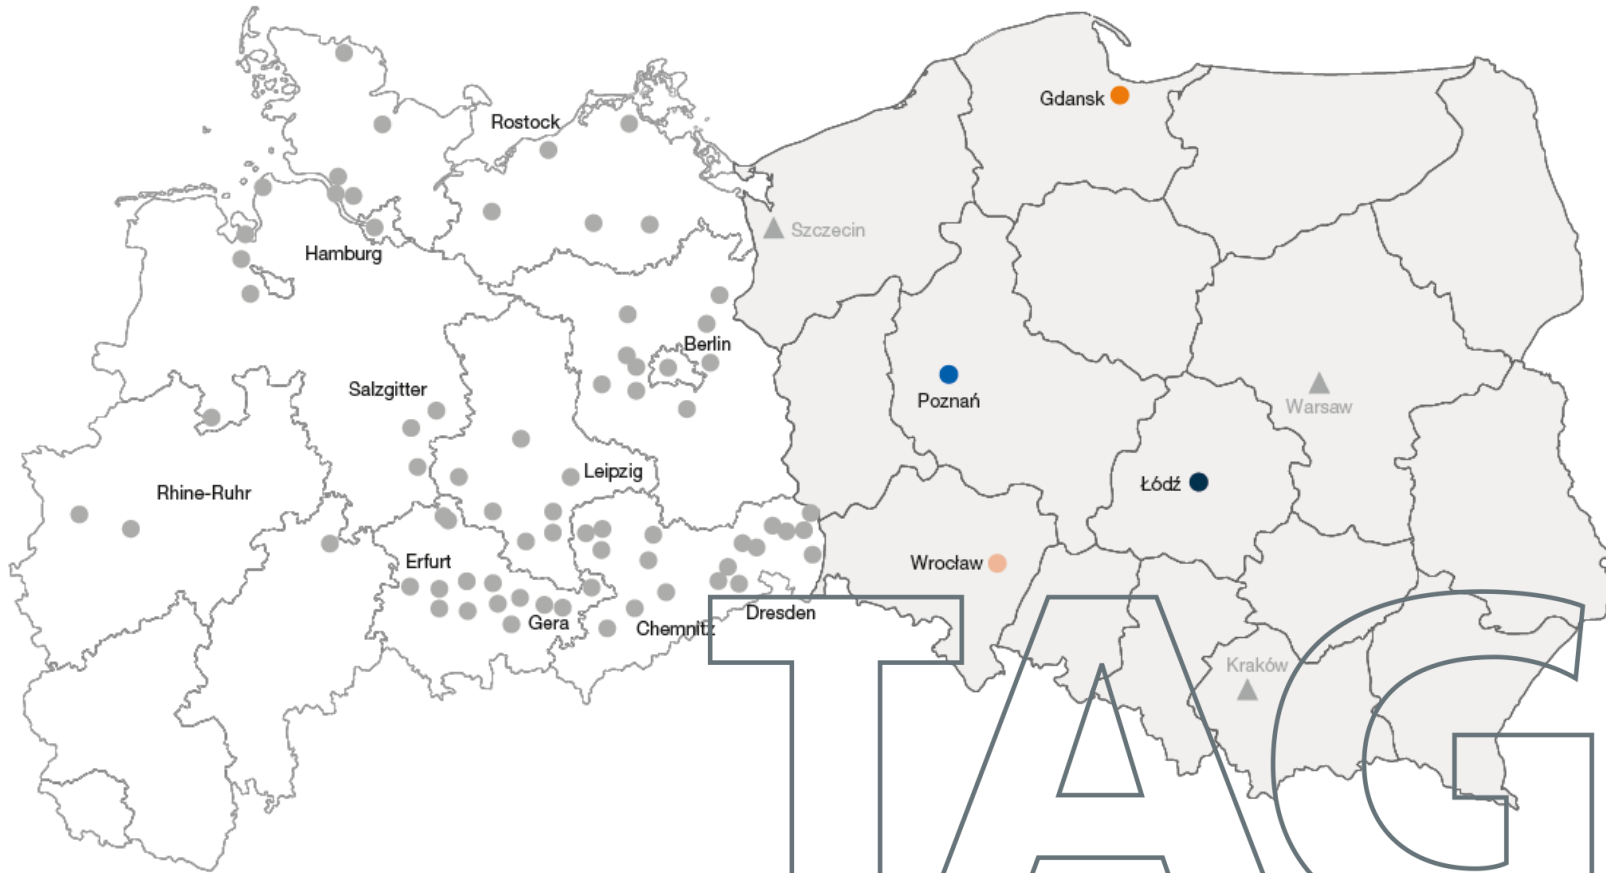 Gdansk
Rostock
Szczecin
Hamburg
Berlin
Salzgitter
Poznań
Warsaw
Leipzig
Łódź
Rhine-Ruhr
Erfurt
Wrocław
Dresden
Gera
Chemnitz
Kraków
TAG